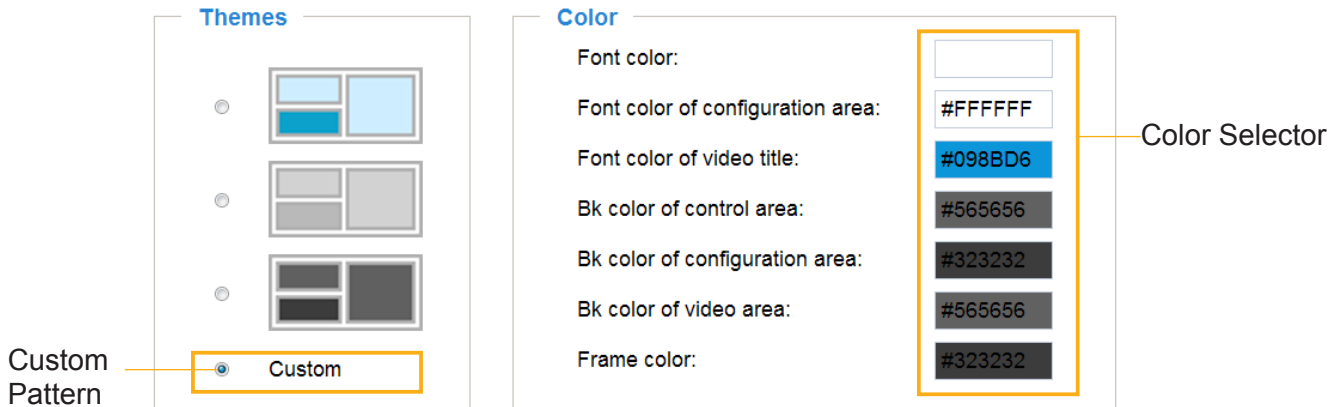 Themes
Custom
Custom
Pattern
Color
Font color:
Font color of configuration area: #FFFFFF
Font color of video title: #098BD6
Bk color of control area: #565656
Bk color of configuration area: #323232
Bk color of video area: #565656
Frame color: #323232
Color Selector